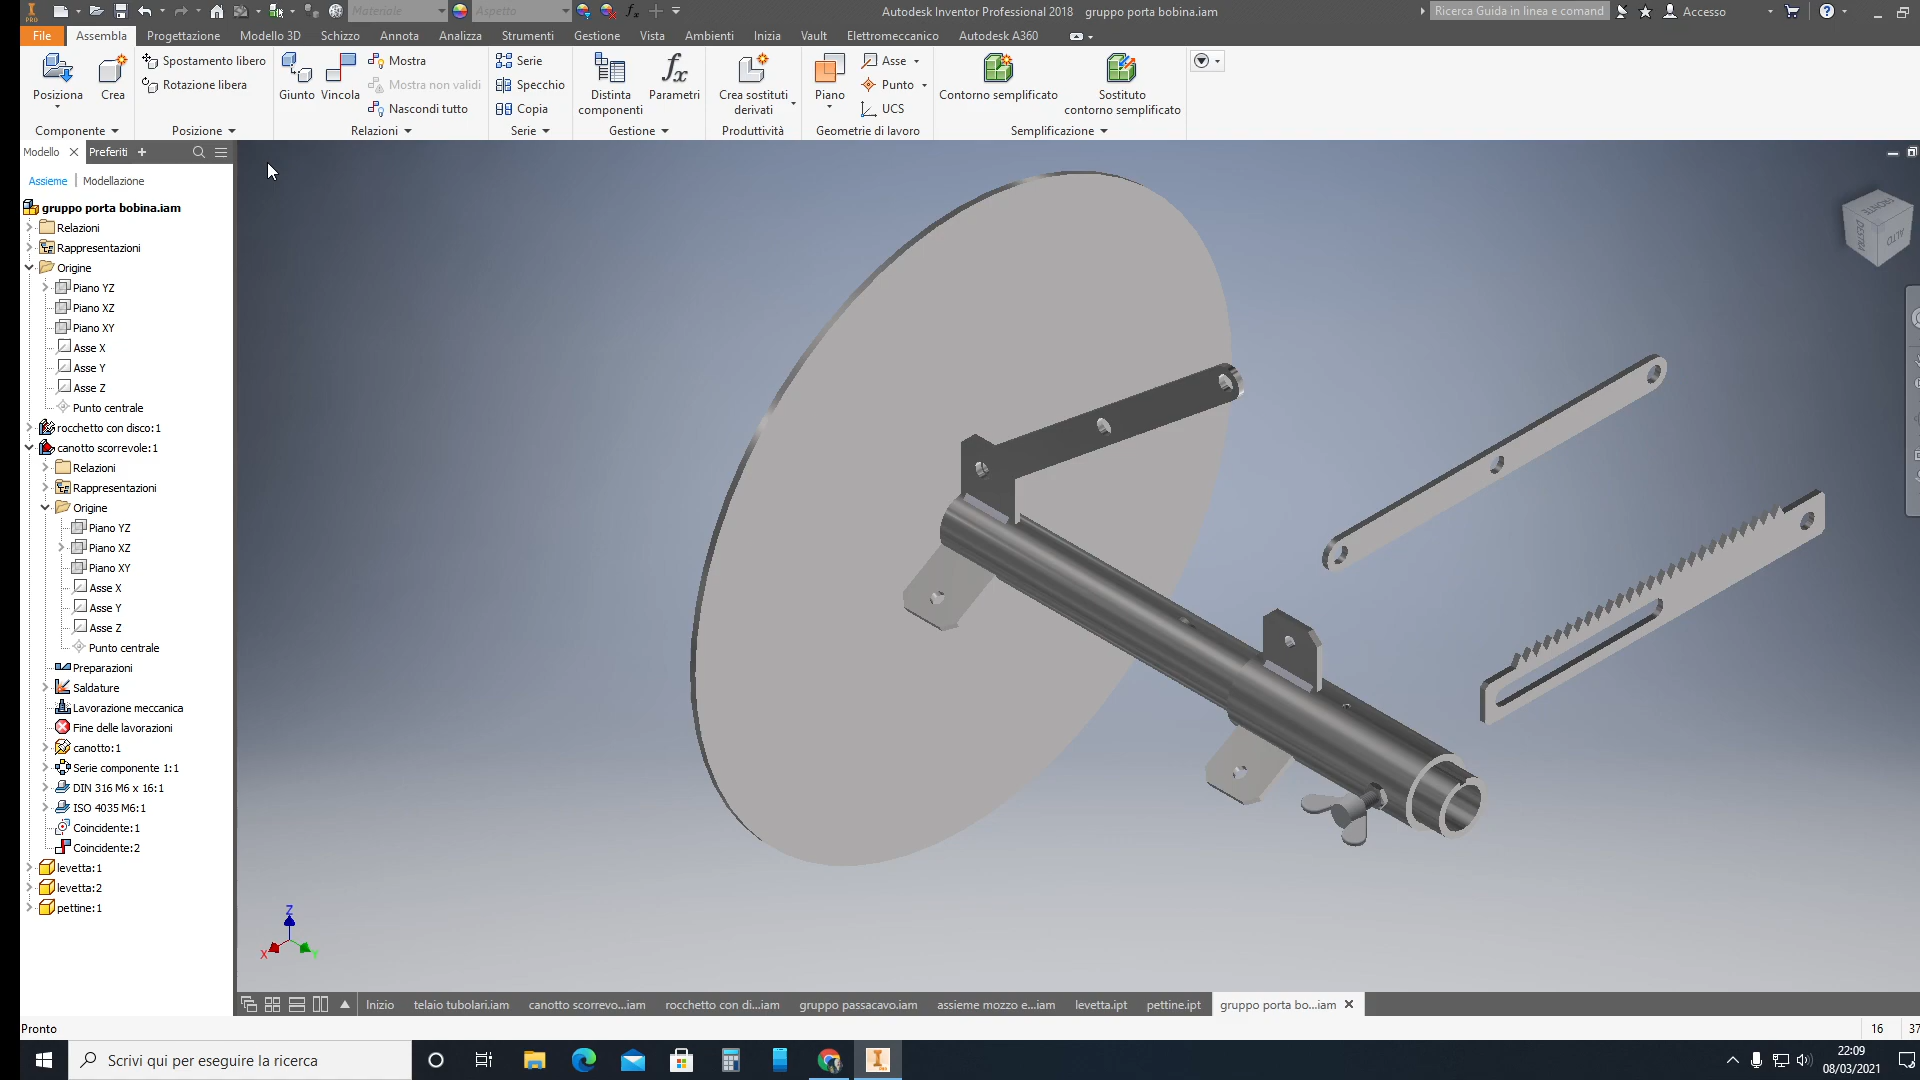 PRO
Materiale
Aspetto
Autodesk Inventor Professional 2018 gruppo porta bobina.iam
Ricerca Guida in linea e comand
Accesso
File
Assembla
Progettazione
Modello 3D
Schizzo
Annota
Analizza
Strumenti
Gestione
Vista
Ambienti
Inizia
Vault
Elettromeccanico
Autodesk A360
Posiziona
Crea
Spostamento libero
Rotazione libera
Giunto
Vincola
Mostra
Mostra non validi
Nascondi tutto
Serie
Specchio
Copia
Distinta
componenti
Parametri
Crea sostituti
derivati
Piano
Asse
Punto
UCS
Contorno semplificato
Sostituto
contorno semplificato
Componente
Posizione
Relazioni
Serie
Gestione
Produttività
Geometrie di lavoro
Semplificazione
Modello
Preferiti
Assieme
Modellazione
gruppo porta bobina.iam
Relazioni
Rappresentazioni
Origine
Piano YZ
Piano XZ
Piano XY
Asse X
Asse Y
Asse Z
Punto centrale
rocchetto con disco:1
canotto scorrevole:1
Relazioni
Rappresentazioni
Origine
Piano YZ
Piano XZ
Piano XY
Asse X
Asse Y
Asse Z
Punto centrale
Preparazioni
Saldature
Lavorazione meccanica
Fine delle lavorazioni
canotto:1
Serie componente 1:1
DIN 316 M6 x 16:1
ISO 4035 M6:1
Coincidente:1
Coincidente:2
levetta:1
levetta:2
pettine:1
FRONTE
DESTRA
ALTO
Z
X
Y
Inizio
telaio tubolari.iam
canotto scorrevo...iam
rocchetto con di...iam
gruppo passacavo.iam
assieme mozzo e...iam
levetta.ipt
pettine.ipt
gruppo porta bo...iam
Pronto
16
37
Scrivi qui per eseguire la ricerca
22:09
08/03/2021